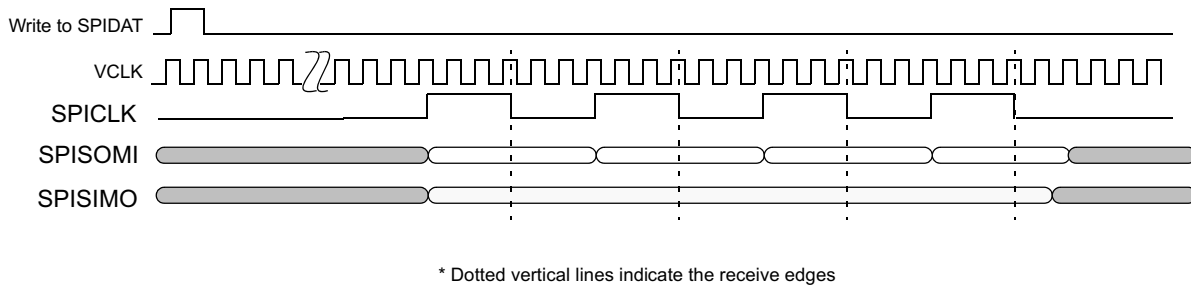 Write to SPIDAT
VCLK
SPICLK
SPISOMI
SPISIMO
* Dotted vertical lines indicate the receive edges